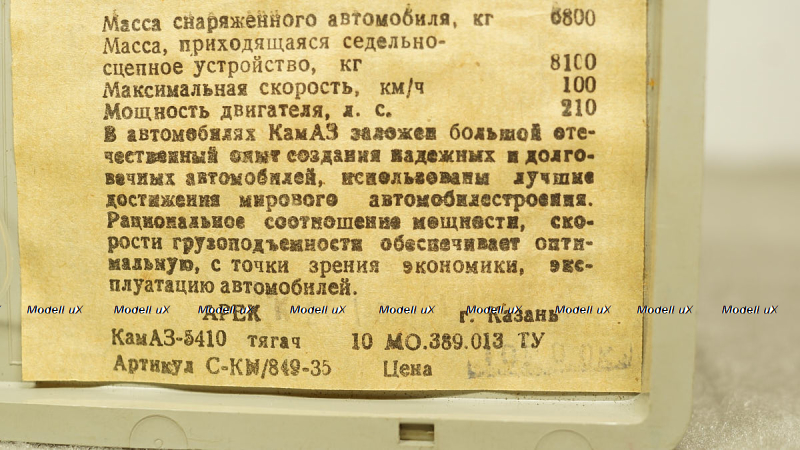 Масса снаряженного автомобиля, кг 6800
Масса, приходящаяся седельно-
сцепное устройство, кг 8100
Максимальная скорость, км/ч 100
Мощность двигателя, л. с. 210
В автомобилях КамАЗ заложен большой оте-
чественный опыт создания надежных и долго-
вечных автомобилей, использованы лучшие
достижения мирового автомобилестроения.
Рациональное соотношение мощности, ско-
рости грузоподъемности обеспечивает опти-
мальную, с точки зрения экономики, экс-
плуатацию автомобилей.
Modell uX Modell uX Modell uX Modell uX Modell uX Modell uX Modell uX Modell uX Modell uX
АРЕК г. Казань
КамАЗ-5410 тягач 10 МО.389.013 ТУ
Артикул С-КМ/849-35 Цена